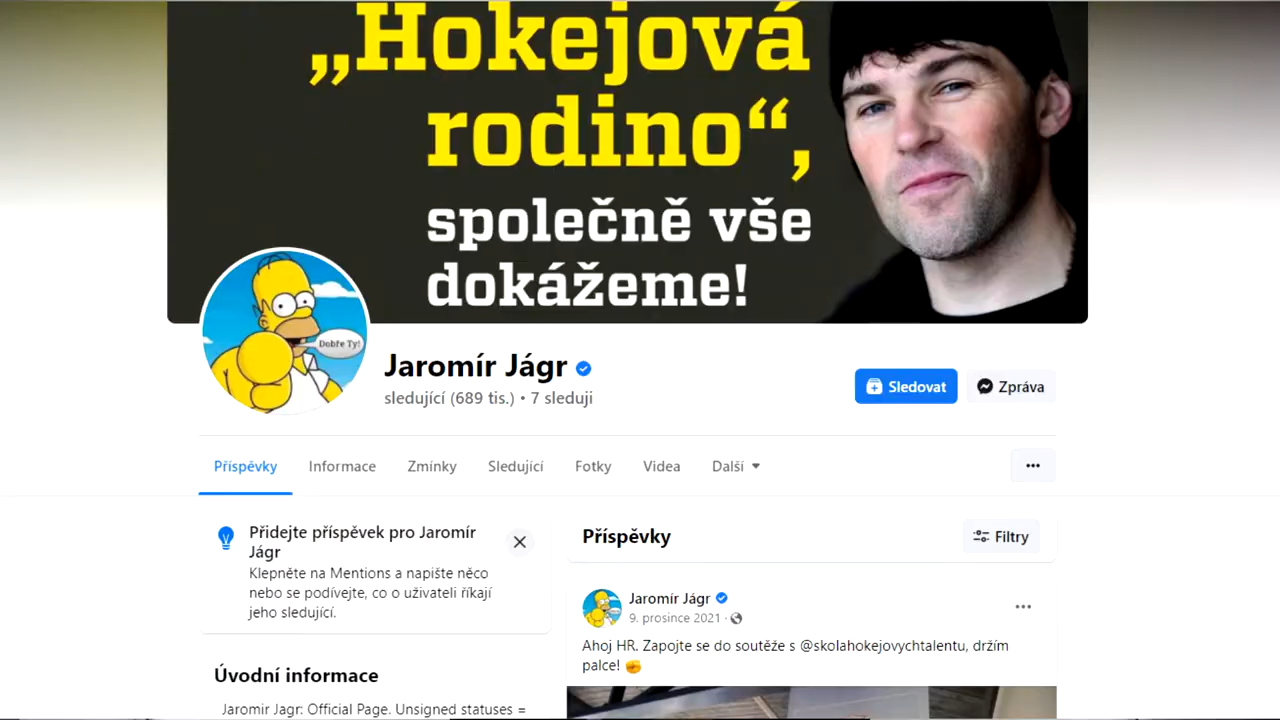 „Hokejová
rodino“,
společně vše
dokážeme!
Dobře Ty!
Jaromír Jágr
sledující (689 tis.) • 7 sleduji
Sledovat
Zpráva
Příspěvky
Informace
Zmínky
Sledující
Fotky
Videa
Další
Přidejte příspěvek pro Jaromír
Jágr
Klepněte na Mentions a napište něco
nebo se podívejte, co o uživateli říkají
jeho sledující.
Úvodní informace
Jaromir Jagr: Official Page. Unsigned statuses =
Příspěvky
Filtry
Jaromír Jágr
9. prosince 2021 ·
Ahoj HR. Zapojte se do soutěže s @skolahokejovychtalentu, držím
palce! ✊